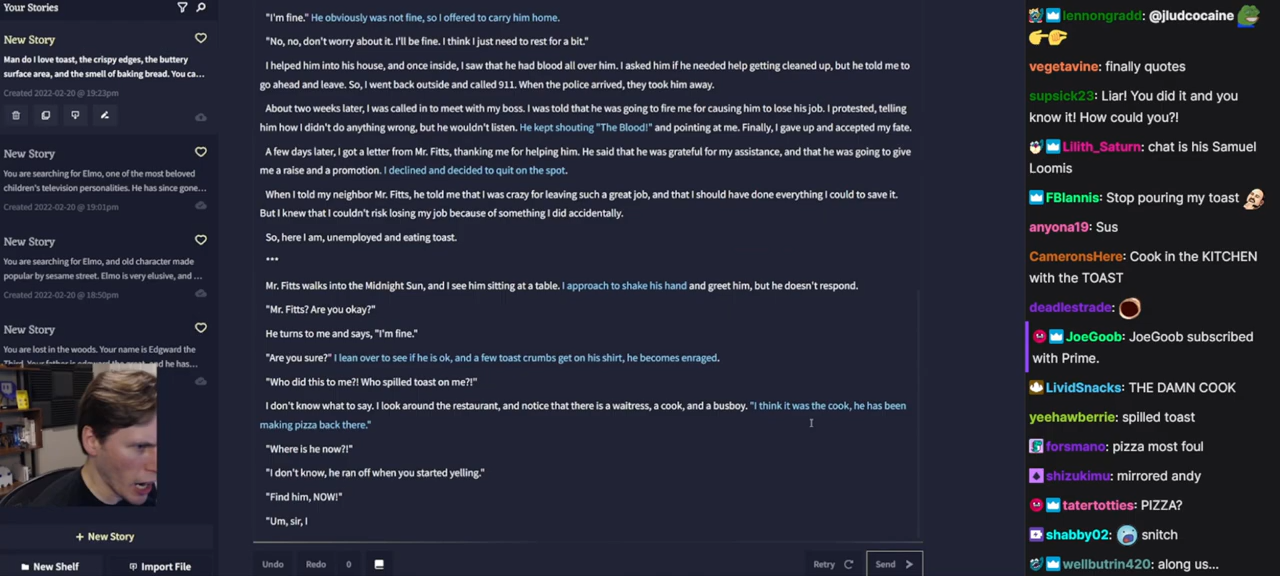 Your Stories
New Story
Man do I love toast, the crispy edges, the buttery
surface area, and the smell of baking bread. You ca...
Created 2022-02-20 @ 19:23pm
New Story
You are searching for Elmo, one of the most beloved
children's television personalities. He has since gone...
Created 2022-02-20 @ 19:01pm
New Story
You are searching for Elmo, and old character made
popular by sesame street. Elmo is very elusive, and ...
Created 2022-02-20 @ 18:50pm
New Story
You are lost in the woods. Your name is Edgward the
+ New Story
New Shelf
Import File
"I'm fine." He obviously was not fine, so I offered to carry him home.
"No, no, don't worry about it. I'll be fine. I think I just need to rest for a bit."
I helped him into his house, and once inside, I saw that he had blood all over him. I asked him if he needed help getting cleaned up, but he told me to
go ahead and leave. So, I went back outside and called 911. When the police arrived, they took him away.
About two weeks later, I was called in to meet with my boss. I was told that he was going to fire me for causing him to lose his job. I protested, telling
him how I didn't do anything wrong, but he wouldn't listen. He kept shouting "The Blood!" and pointing at me. Finally, I gave up and accepted my fate.
A few days later, I got a letter from Mr. Fitts, thanking me for helping him. He said that he was grateful for my assistance, and that he was going to give
me a raise and a promotion. I declined and decided to quit on the spot.
When I told my neighbor Mr. Fitts, he told me that I was crazy for leaving such a great job, and that I should have done everything I could to save it.
But I knew that I couldn't risk losing my job because of something I did accidentally.
So, here I am, unemployed and eating toast.
***
Mr. Fitts walks into the Midnight Sun, and I see him sitting at a table. I approach to shake his hand and greet him, but he doesn't respond.
"Mr. Fitts? Are you okay?"
He turns to me and says, "I'm fine."
"Are you sure?" I lean over to see if he is ok, and a few toast crumbs get on his shirt, he becomes enraged.
"Who did this to me?! Who spilled toast on me?!"
I don't know what to say. I look around the restaurant, and notice that there is a waitress, a cook, and a busboy. "I think it was the cook, he has been
making pizza back there."
"Where is he now?!"
"I don't know, he ran off when you started yelling."
"Find him, NOW!"
"Um, sir, I
Undo
Redo
0
Retry
Send
lennongradd: @jludcocaine
vegetavine: finally quotes
supsick23: Liar! You did it and you
know it! How could you?!
Lilith_Saturn: chat is his Samuel
Loomis
FBIannis: Stop pouring my toast
anyona19: Sus
CameronsHere: Cook in the KITCHEN
with the TOAST
deadlestrade:
JoeGoob: JoeGoob subscribed
with Prime.
LividSnacks: THE DAMN COOK
yeehawberrie: spilled toast
forsmano: pizza most foul
shizukimu: mirrored andy
tatertotties: PIZZA?
shabby02: snitch
wellbutrin420: along us...